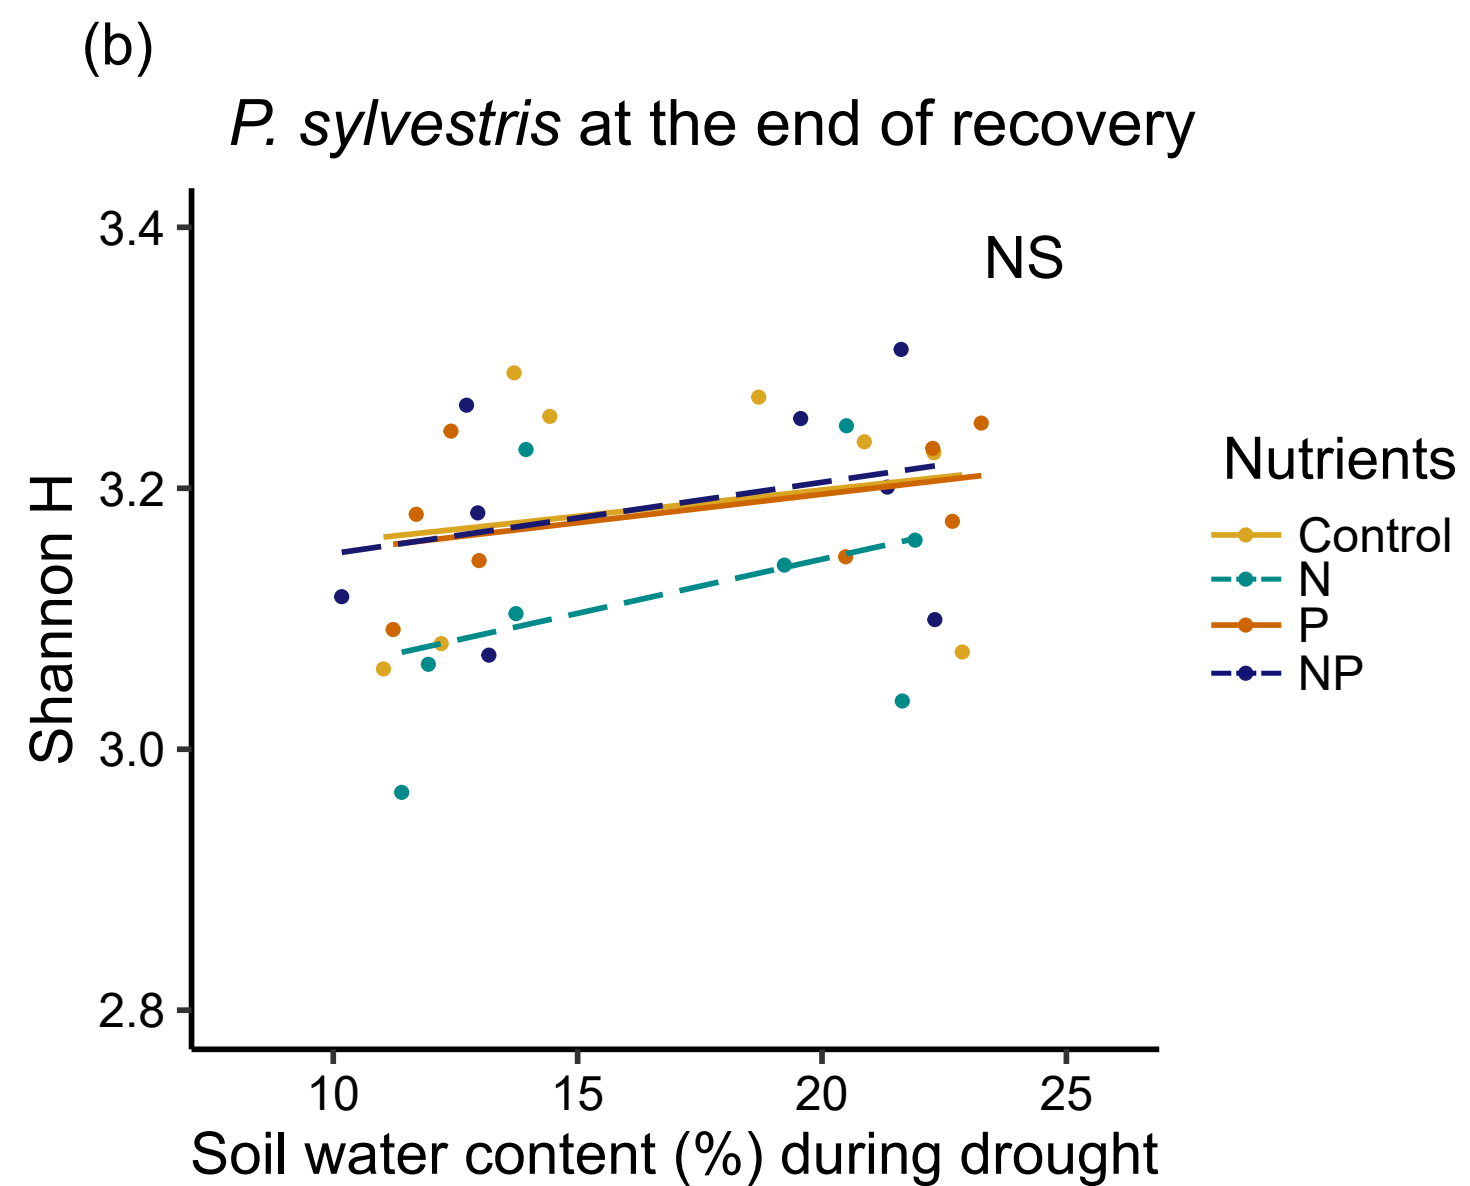 (b)
P. sylvestris at the end of recovery
NS
3.4
3.2
3.0
2.8
Shannon H
10 15 20 25
Soil water content (%) during drought
Nutrients
Control
N
P
NP